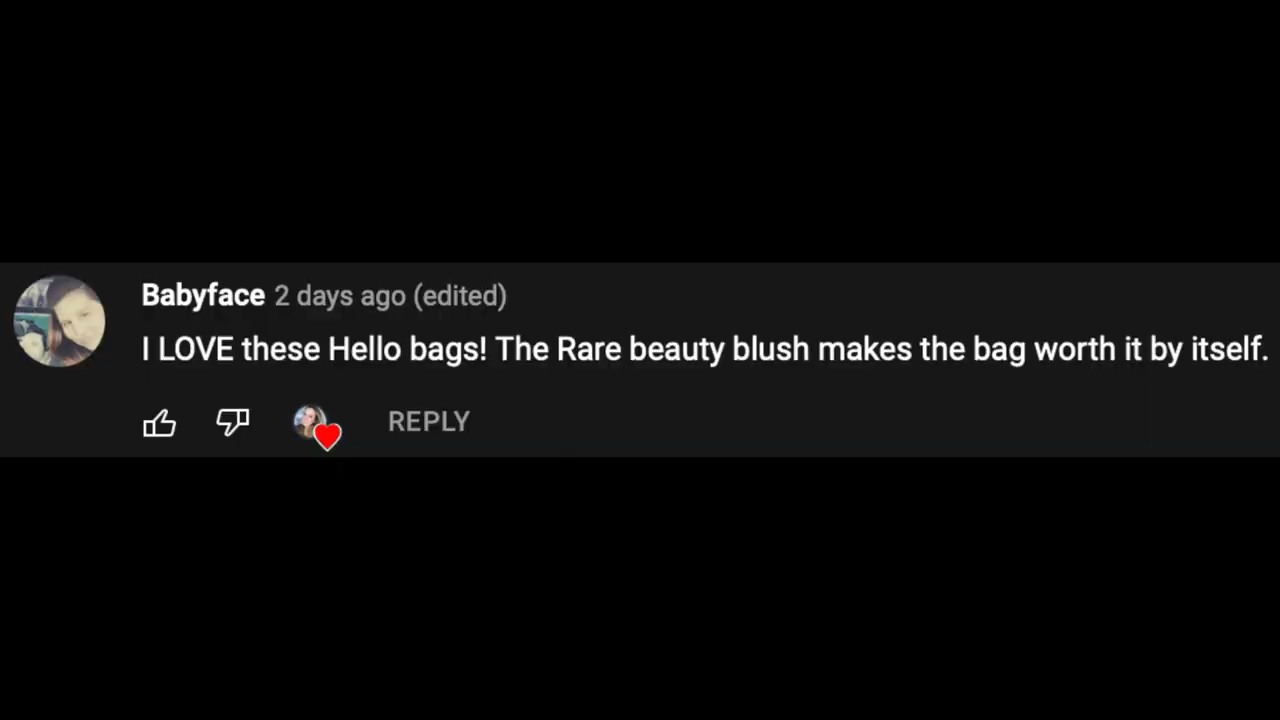 Babyface 2 days ago (edited)
I LOVE these Hello bags! The Rare beauty blush makes the bag worth it by itself.
REPLY